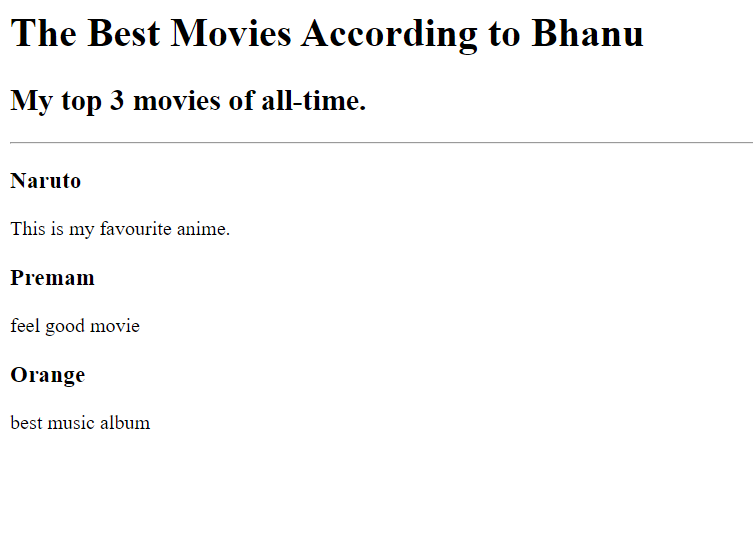 The Best Movies According to Bhanu
My top 3 movies of all-time.
Naruto
This is my favourite anime.
Premam
feel good movie
Orange
best music album